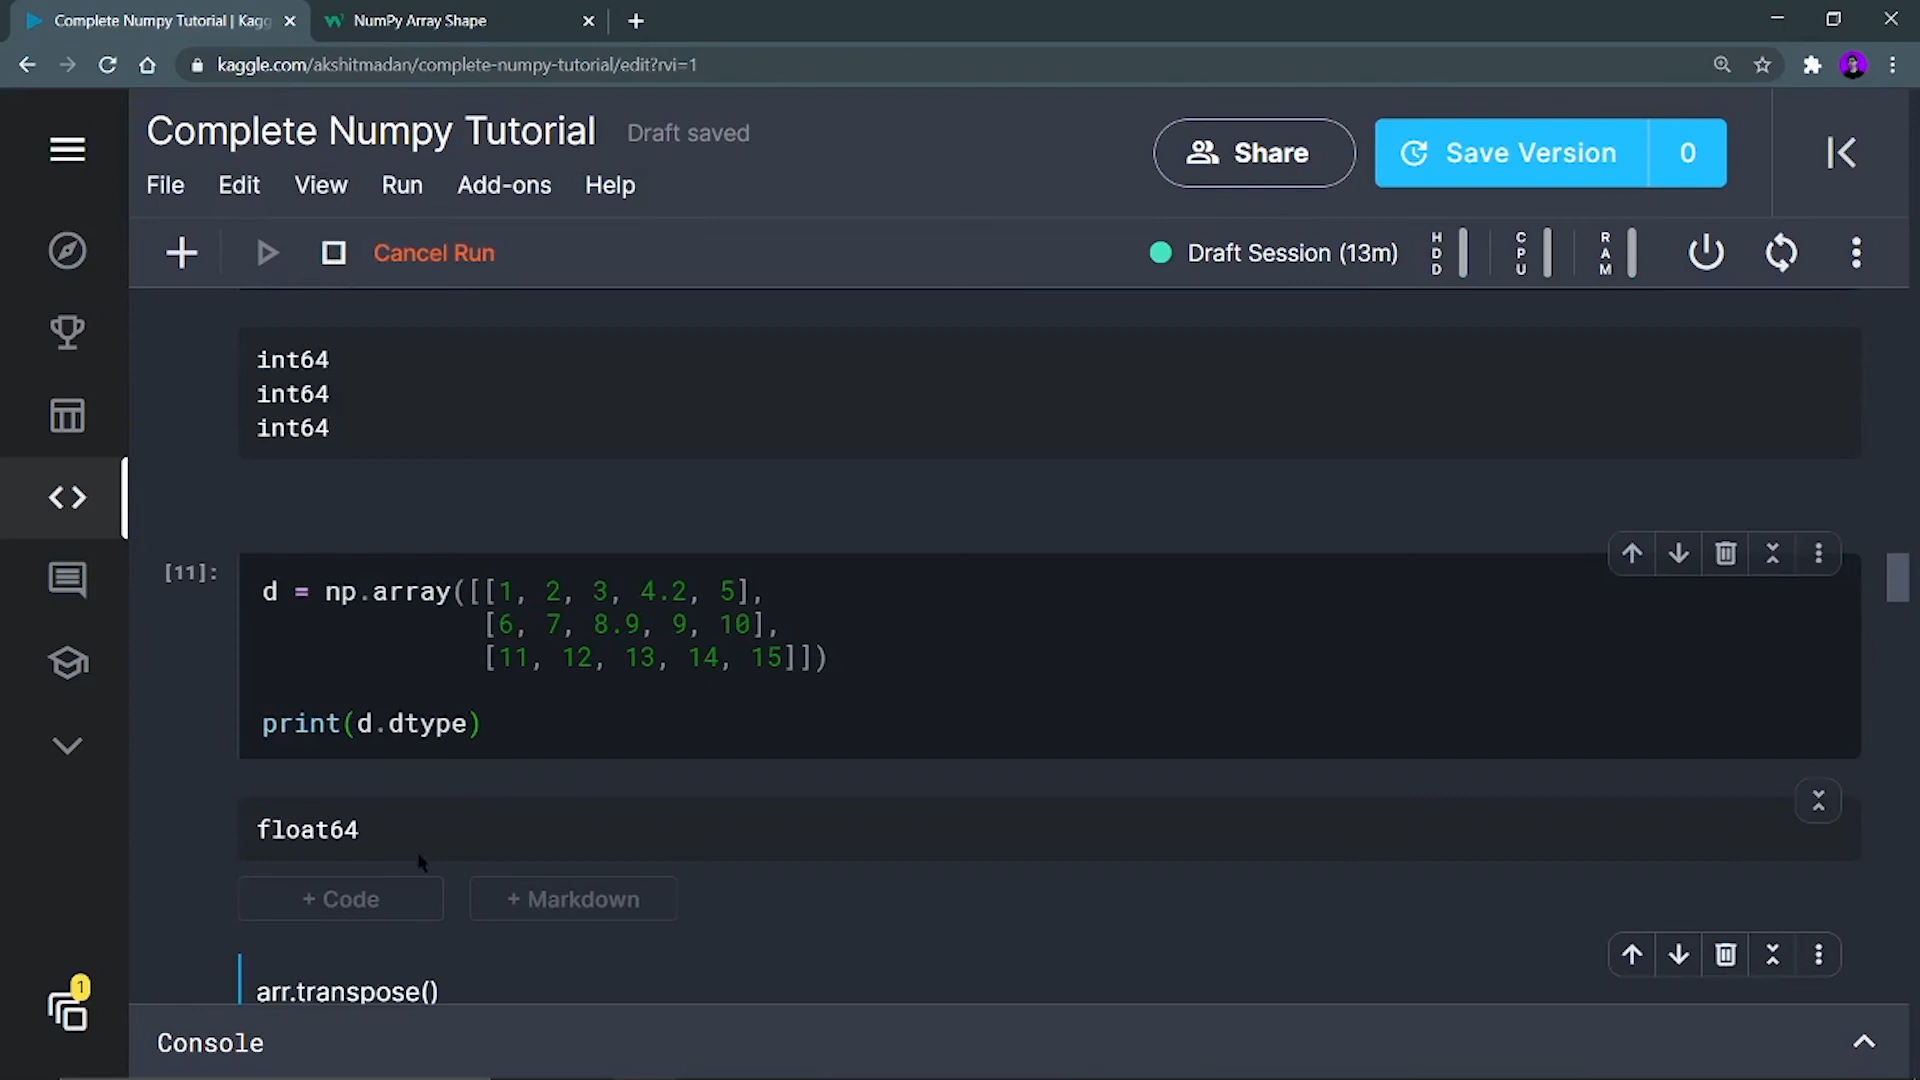 Complete Numpy Tutorial | Kagg
NumPy Array Shape
kaggle.com/akshitmadan/complete-numpy-tutorial/edit?rvi=1
Complete Numpy Tutorial Draft saved
File Edit View Run Add-ons Help
Share
Save Version 0
Cancel Run
Draft Session (13m)
HDD CPU RAM
int64
int64
int64
[11]:
d = np.array([[1, 2, 3, 4.2, 5],
[6, 7, 8.9, 9, 10],
[11, 12, 13, 14, 15]])
print(d.dtype)
float64
+ Code + Markdown
arr.transpose()
1
Console